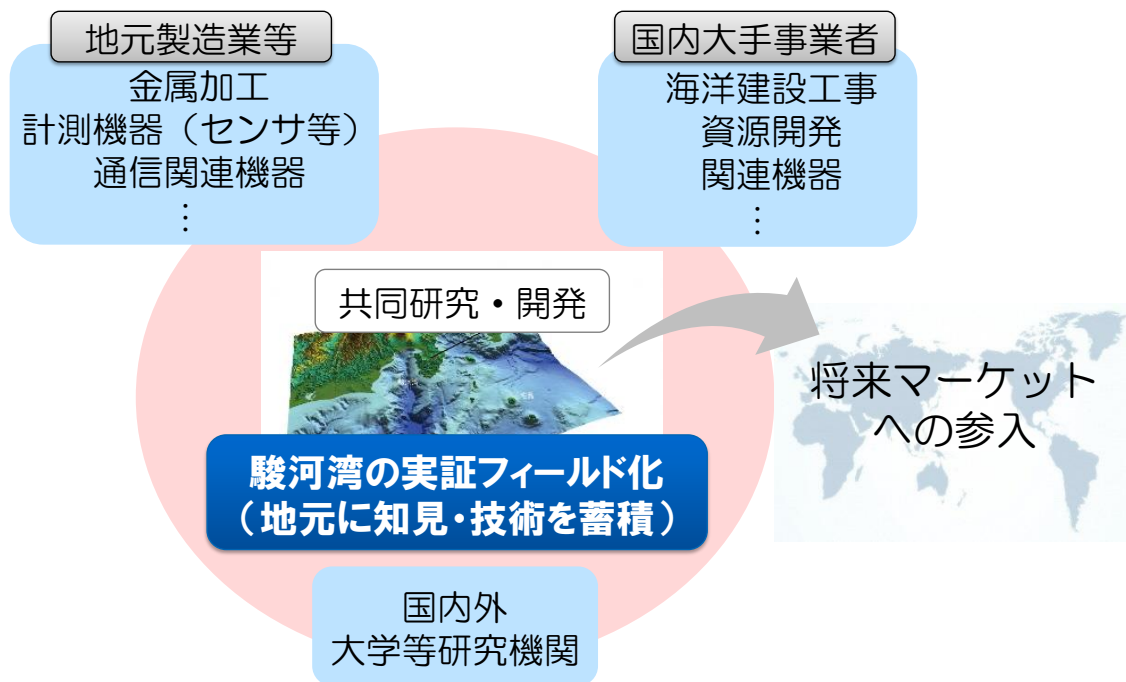 地元製造業等
金属加工
計測機器（センサ等）
通信関連機器
⋮
国内大手事業者
海洋建設工事
資源開発
関連機器
⋮
共同研究・開発
駿河湾の実証フィールド化
（地元に知見・技術を蓄積）
将来マーケット
への参入
国内外
大学等研究機関